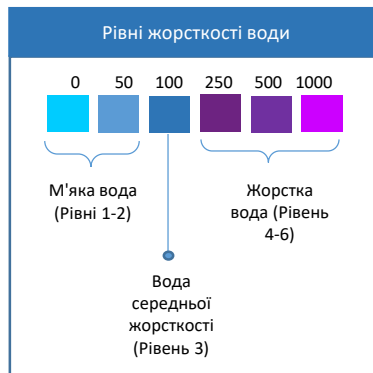 Рівні жорсткості води
0 50 100 250 500 1000
М'яка вода
(Рівні 1-2)
Жорстка
вода (Рівень
4-6)
Вода
середньої
жорсткості
(Рівень 3)